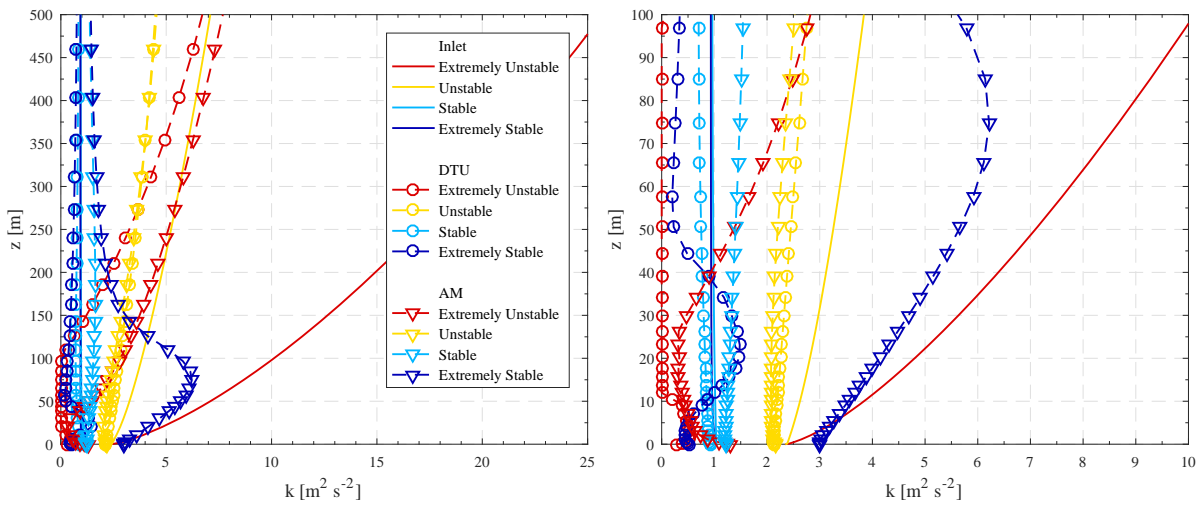 500
450
400
350
300
250
200
150
100
50
0
z [m]
0
5
10
15
20
25
k [m² s⁻²]
Inlet
Extremely Unstable
Unstable
Stable
Extremely Stable
DTU
Extremely Unstable
Unstable
Stable
Extremely Stable
AM
Extremely Unstable
Unstable
Stable
Extremely Stable
100
90
80
70
60
50
40
30
20
10
0
z [m]
0
1
2
3
4
5
6
7
8
9
10
k [m² s⁻²]